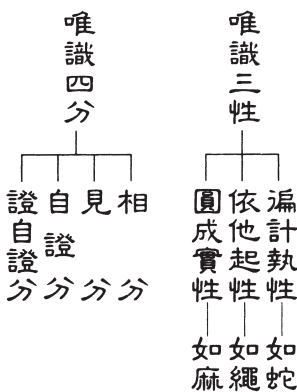 唯識三性
遍計執性
如蛇
依他起性
如繩
圓成實性
如麻
唯識四分
相分
見分
自證分
證自證分